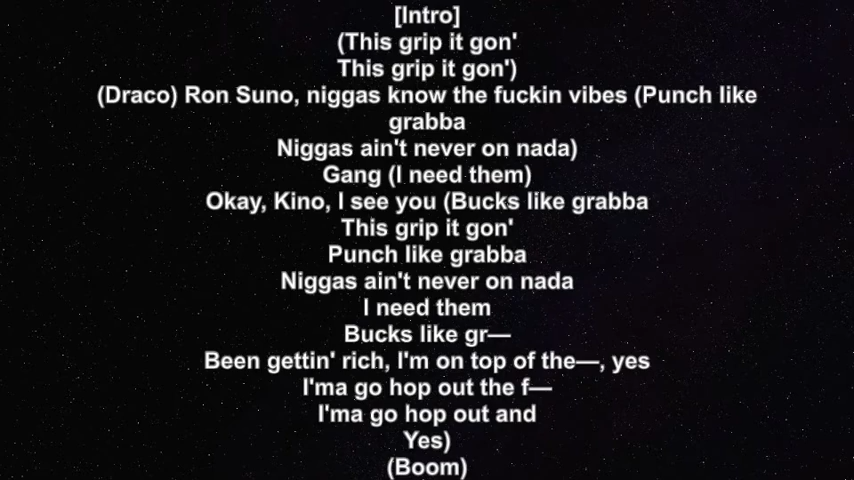 [Intro]
(This grip it gon'
This grip it gon')
(Draco) Ron Suno, niggas know the fuckin vibes (Punch like
grabba
Niggas ain't never on nada)
Gang (I need them)
Okay, Kino, I see you (Bucks like grabba
This grip it gon'
Punch like grabba
Niggas ain't never on nada
I need them
Bucks like gr—
Been gettin' rich, I'm on top of the—, yes
I'ma go hop out the f—
I'ma go hop out and
Yes)
(Boom)